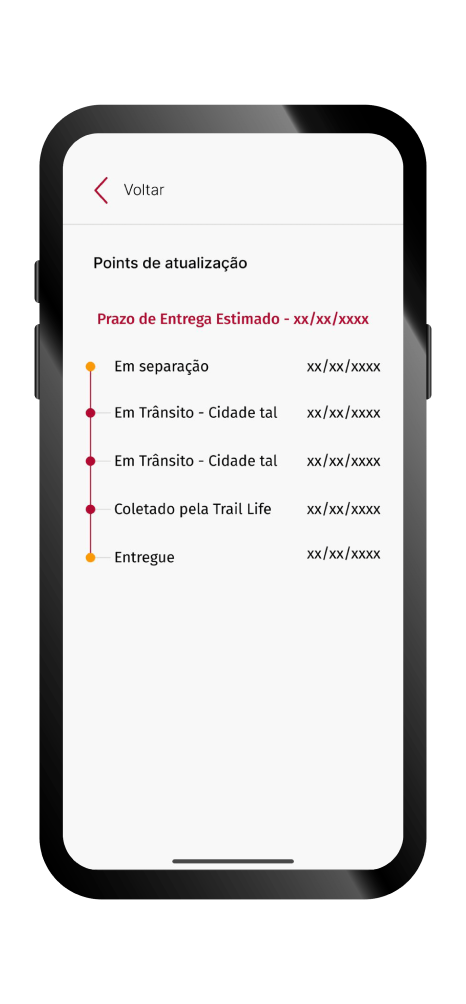 Voltar
Points de atualização
Prazo de Entrega Estimado - xx/xx/xxxx
Em separação xx/xx/xxxx
Em Trânsito - Cidade tal xx/xx/xxxx
Em Trânsito - Cidade tal xx/xx/xxxx
Coletado pela Trail Life xx/xx/xxxx
Entregue xx/xx/xxxx